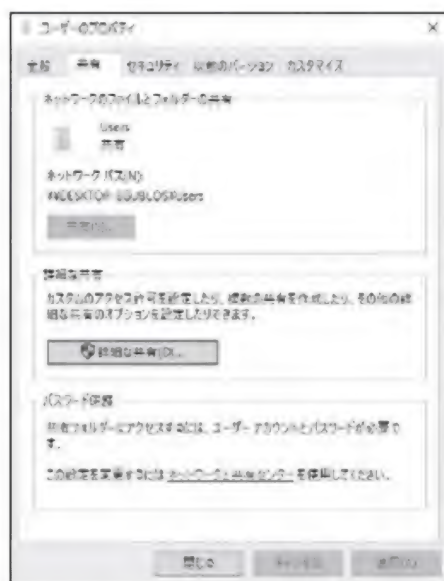 ユーザーのプロパティ
×
全般 共有 セキュリティ 以前のバージョン カスタマイズ
ネットワークのファイルとフォルダーの共有
Users
共有
ネットワーク パス(N):
共有(S)...
詳細な共有
カスタムのアクセス許可を設定したり、複数の共有を作成したり、その他の詳
細な共有のオプションを設定したりできます。
詳細な共有(D)...
パスワード保護
共有フォルダーにアクセスするには、ユーザー アカウントとパスワードが必要で
す。
この設定を変更するには ネットワークと共有センター を使用してください。
閉じる キャンセル 適用(A)